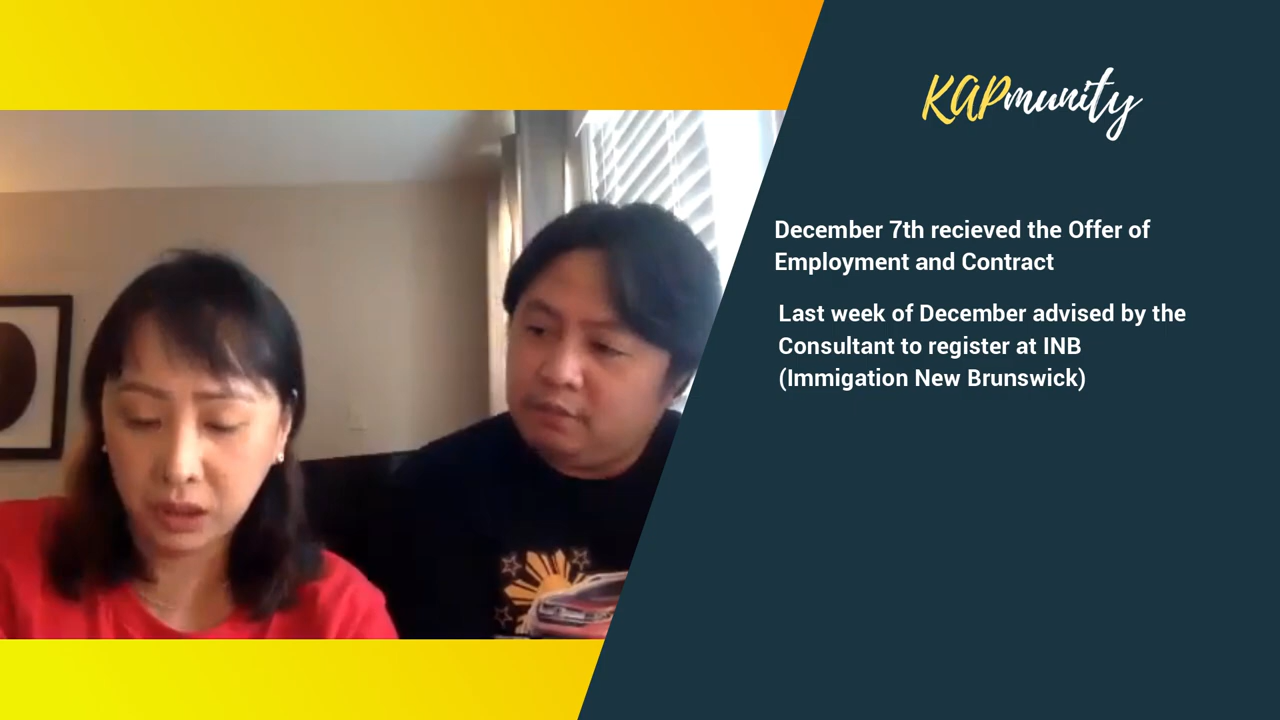 KAPmunity
December 7th recieved the Offer of
Employment and Contract
Last week of December advised by the
Consultant to register at INB
(Immigation New Brunswick)